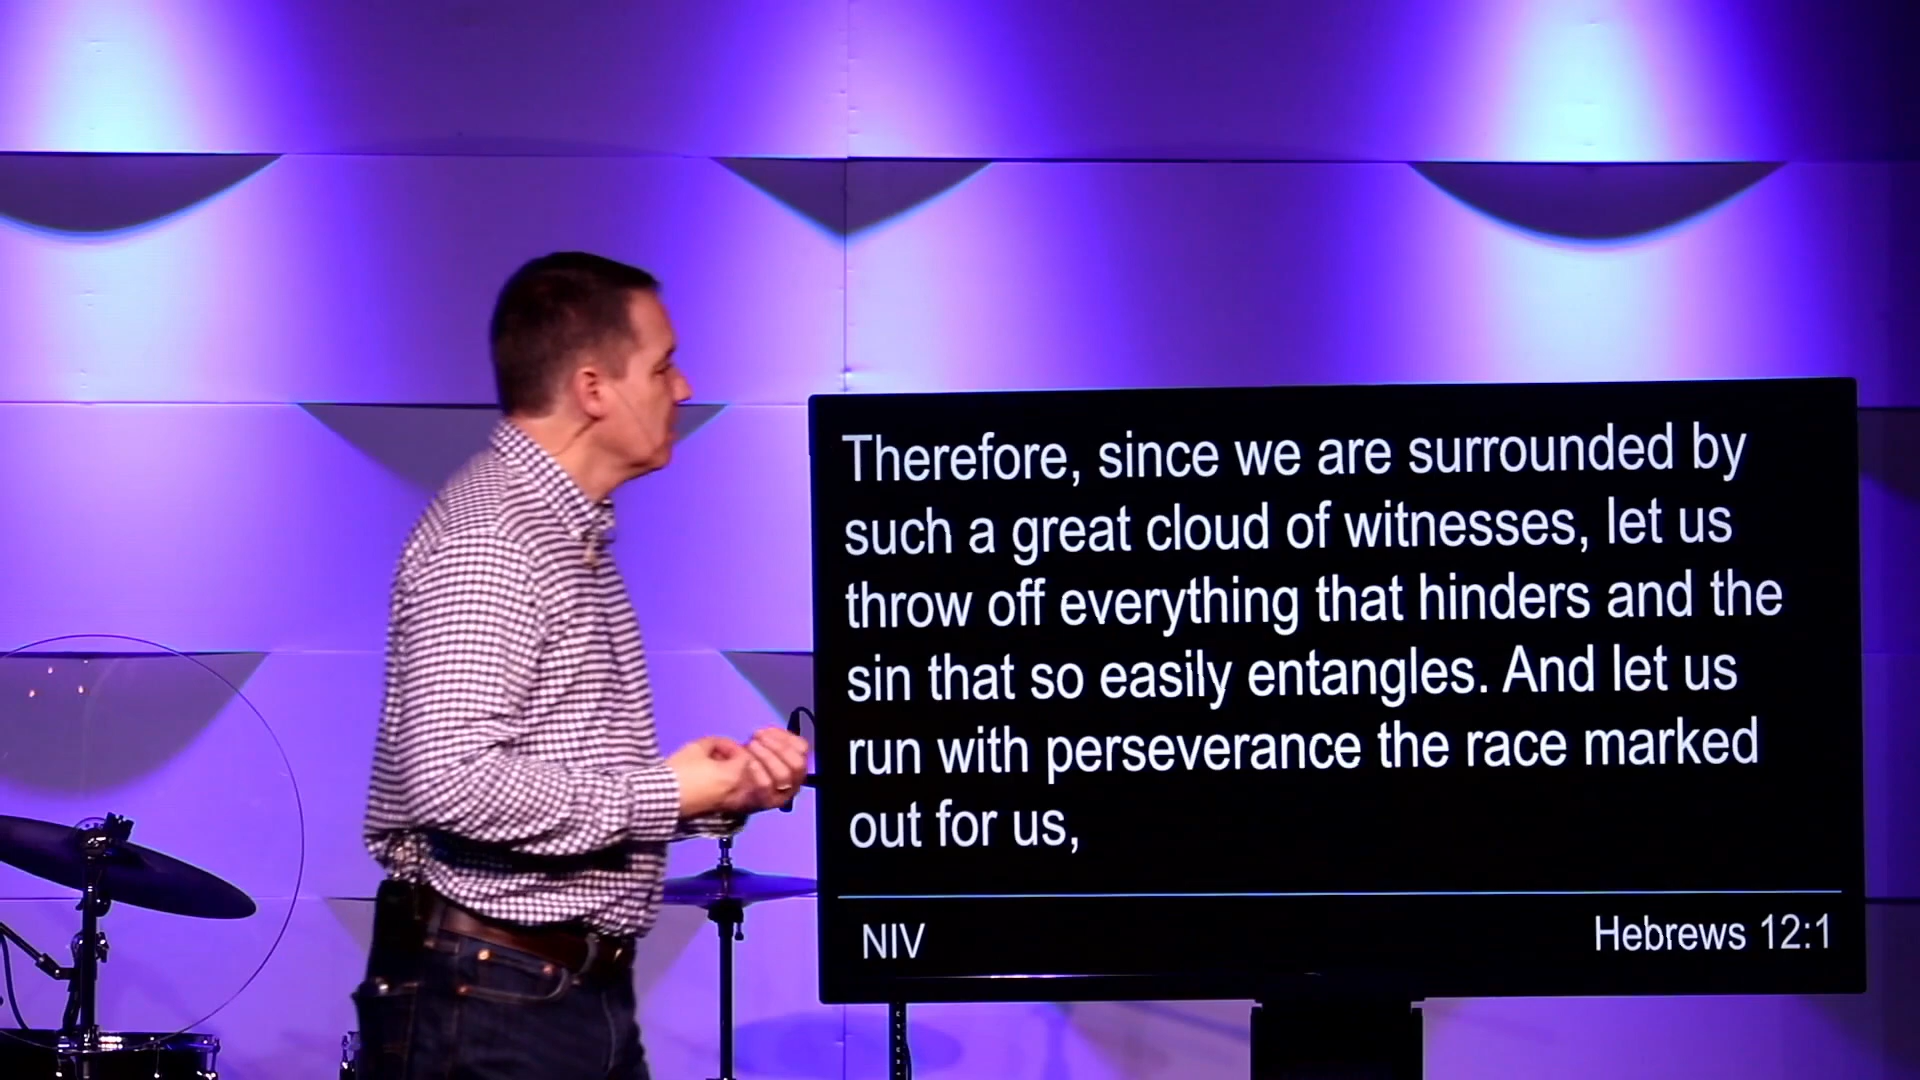 Therefore, since we are surrounded by
such a great cloud of witnesses, let us
throw off everything that hinders and the
sin that so easily entangles. And let us
run with perseverance the race marked
out for us,
NIV
Hebrews 12:1